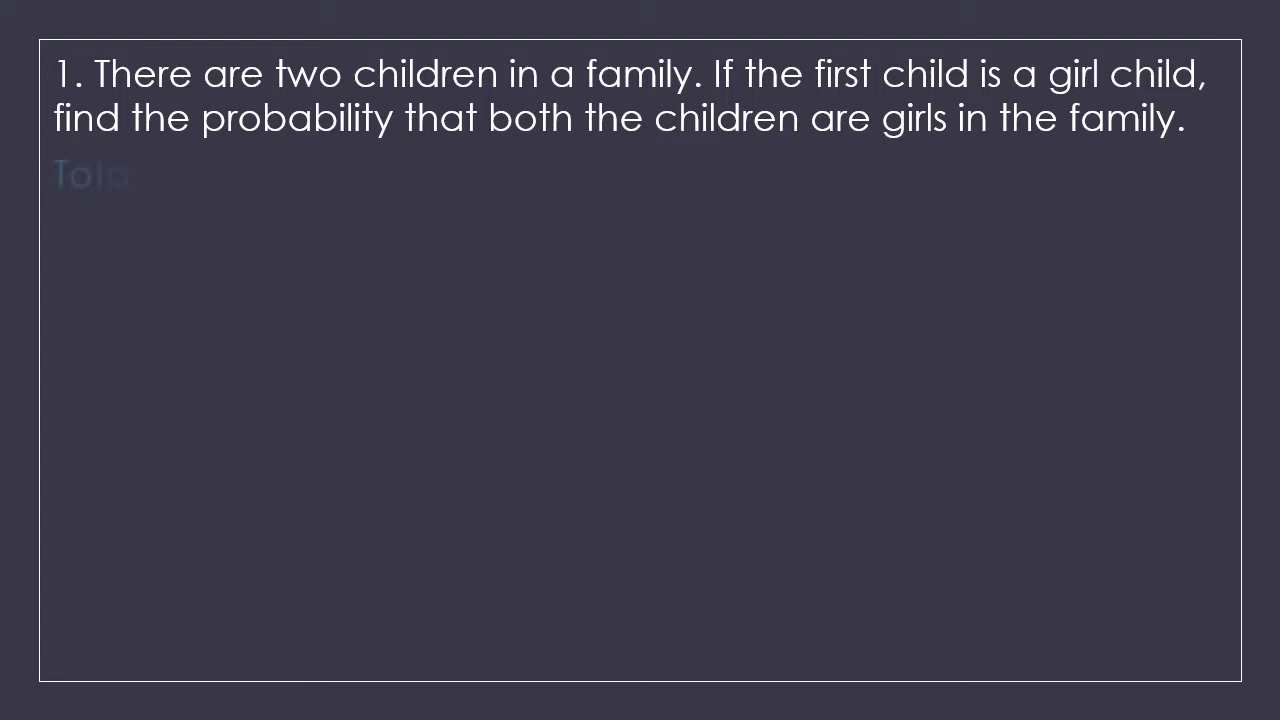 1. There are two children in a family. If the first child is a girl child,
find the probability that both the children are girls in the family.